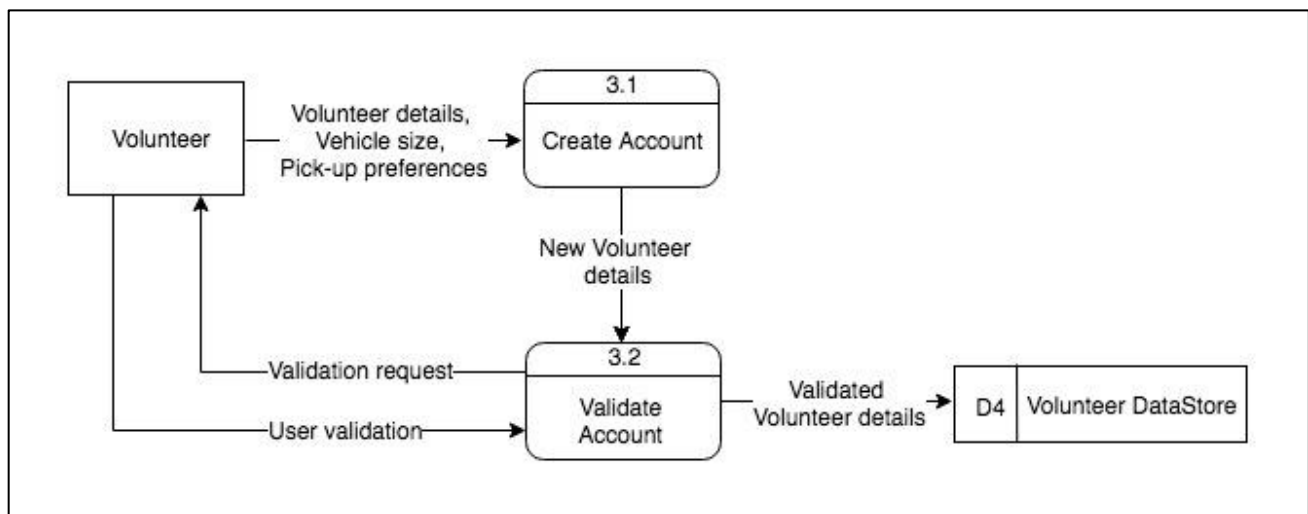 3.1
Volunteer
Volunteer details,
Vehicle size,
Pick-up preferences
Create Account
New Volunteer
details
3.2
Validation request
Validate
Account
User validation
Validated
Volunteer details
D4
Volunteer DataStore